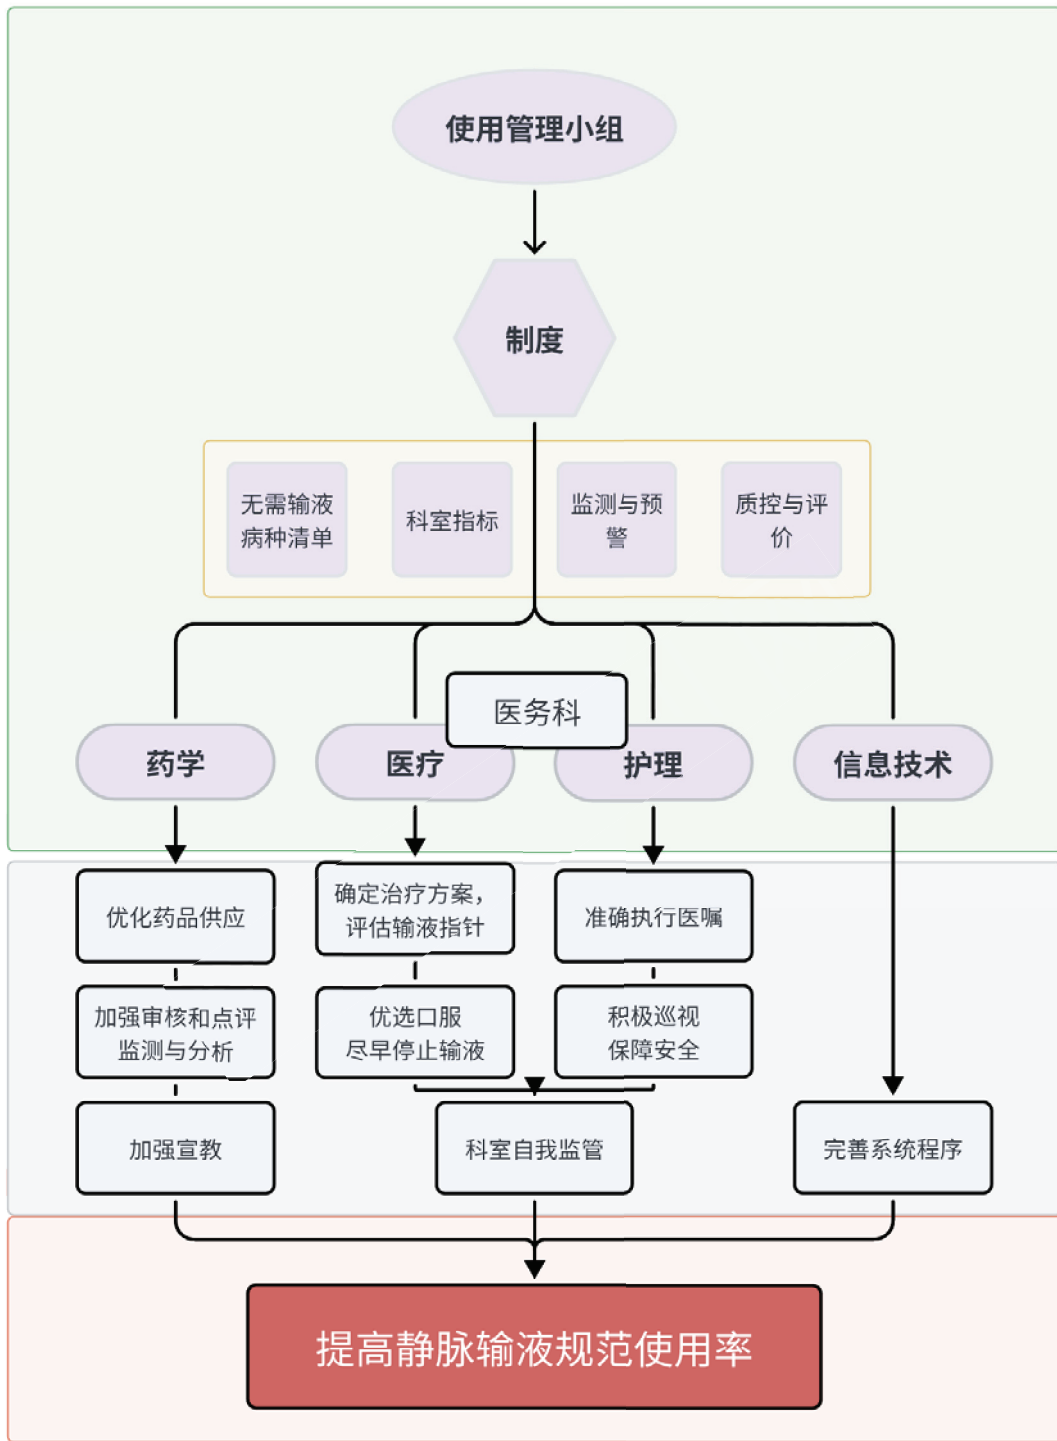 使用管理小组
制度
无需输液
病种清单
科室指标
监测与预
警
质控与评
价
医务科
药学
医疗
护理
信息技术
优化药品供应
确定治疗方案，
评估输液指针
准确执行医嘱
加强审核和点评
监测与分析
优选口服
尽早停止输液
积极巡视
保障安全
加强宣教
科室自我监管
完善系统程序
提高静脉输液规范使用率